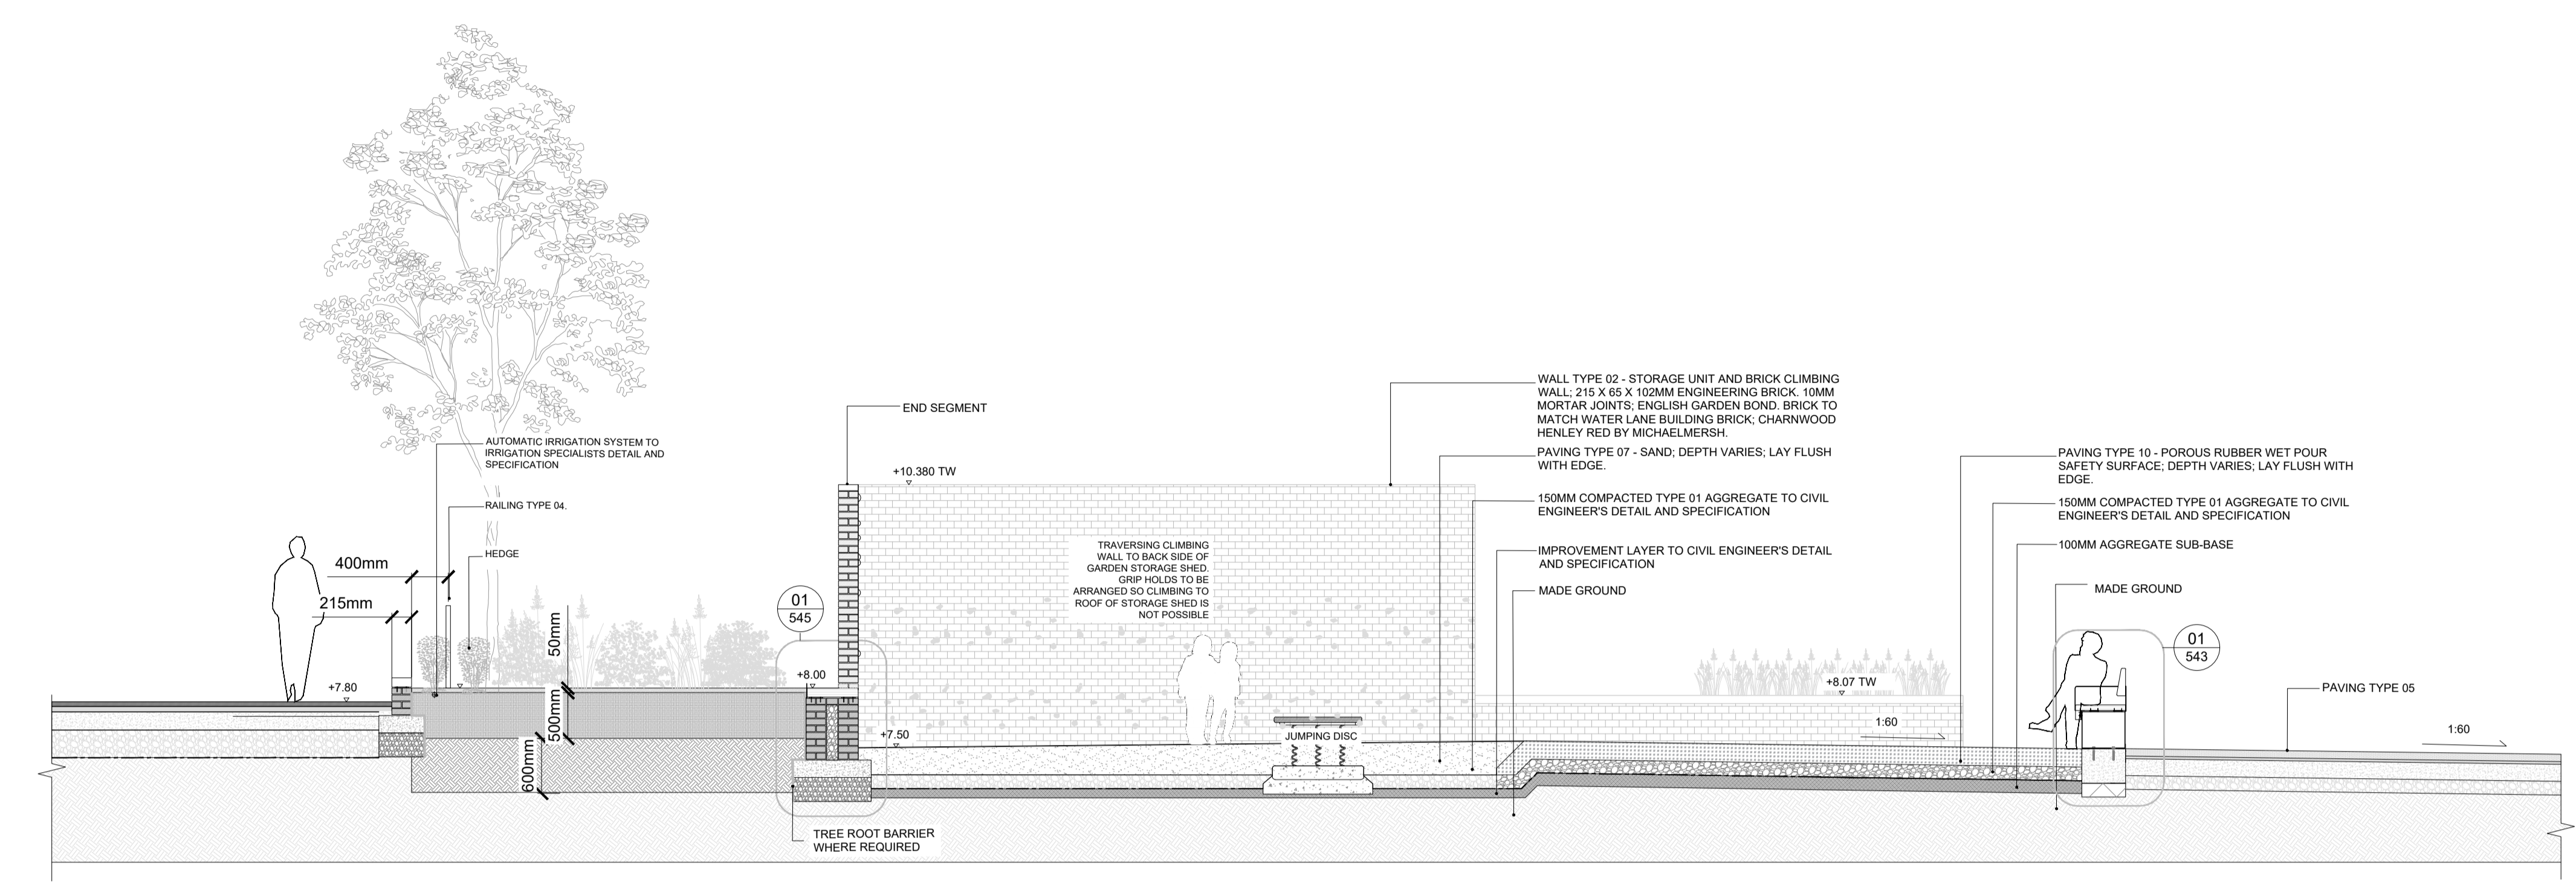 END SEGMENT
AUTOMATIC IRRIGATION SYSTEM TO
IRRIGATION SPECIALISTS DETAIL AND
SPECIFICATION
RAILING TYPE 04.
HEDGE
400mm
215mm
+7.80
50mm
500mm
600mm
01
545
+8.00
+10.380 TW
+7.50
TRAVERSING CLIMBING
WALL TO BACK SIDE OF
GARDEN STORAGE SHED.
GRIP HOLDS TO BE
ARRANGED SO CLIMBING TO
ROOF OF STORAGE SHED IS
NOT POSSIBLE
JUMPING DISC
TREE ROOT BARRIER
WHERE REQUIRED
WALL TYPE 02 - STORAGE UNIT AND BRICK CLIMBING
WALL; 215 X 65 X 102MM ENGINEERING BRICK. 10MM
MORTAR JOINTS; ENGLISH GARDEN BOND. BRICK TO
MATCH WATER LANE BUILDING BRICK; CHARNWOOD
HENLEY RED BY MICHAELMERSH.
PAVING TYPE 07 - SAND; DEPTH VARIES; LAY FLUSH
WITH EDGE.
150MM COMPACTED TYPE 01 AGGREGATE TO CIVIL
ENGINEER'S DETAIL AND SPECIFICATION
IMPROVEMENT LAYER TO CIVIL ENGINEER'S DETAIL
AND SPECIFICATION
MADE GROUND
+8.07 TW
1:60
PAVING TYPE 10 - POROUS RUBBER WET POUR
SAFETY SURFACE; DEPTH VARIES; LAY FLUSH WITH
EDGE.
150MM COMPACTED TYPE 01 AGGREGATE TO CIVIL
ENGINEER'S DETAIL AND SPECIFICATION
100MM AGGREGATE SUB-BASE
MADE GROUND
01
543
PAVING TYPE 05
1:60